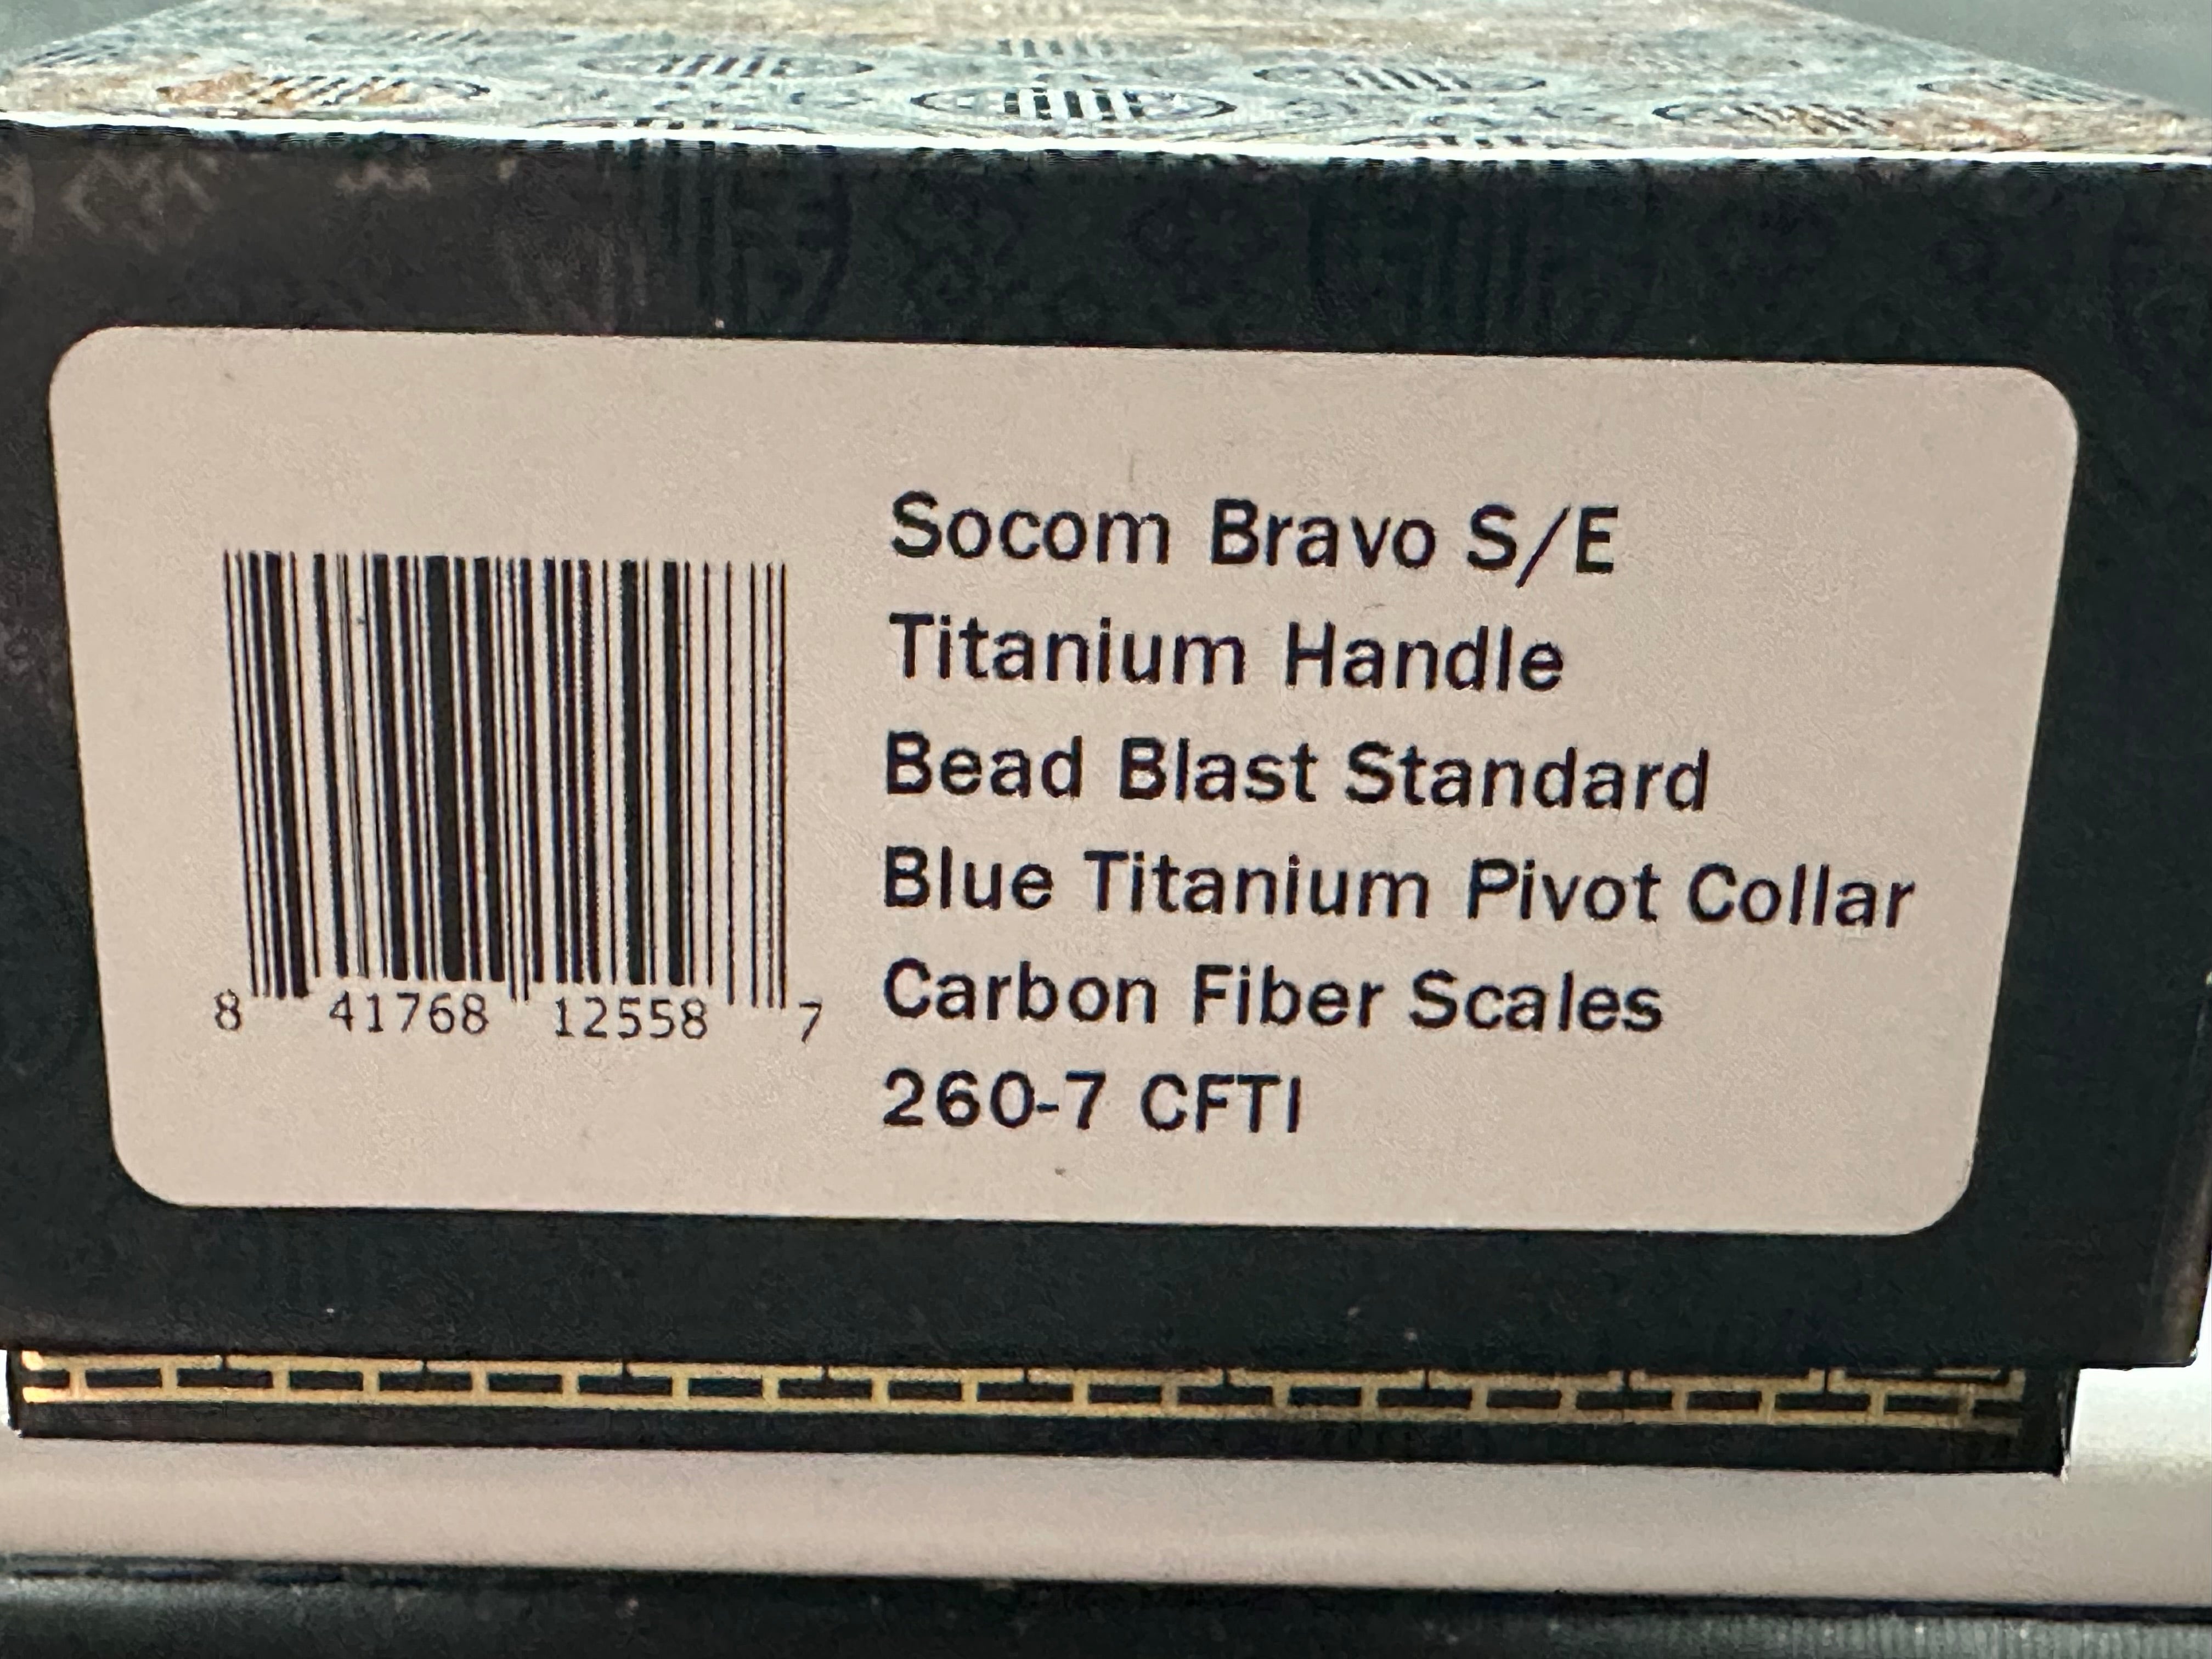 Socom Bravo S/E
Titanium Handle
Bead Blast Standard
Blue Titanium Pivot Collar
Carbon Fiber Scales
260-7 CFTI
8 41768 12558 7